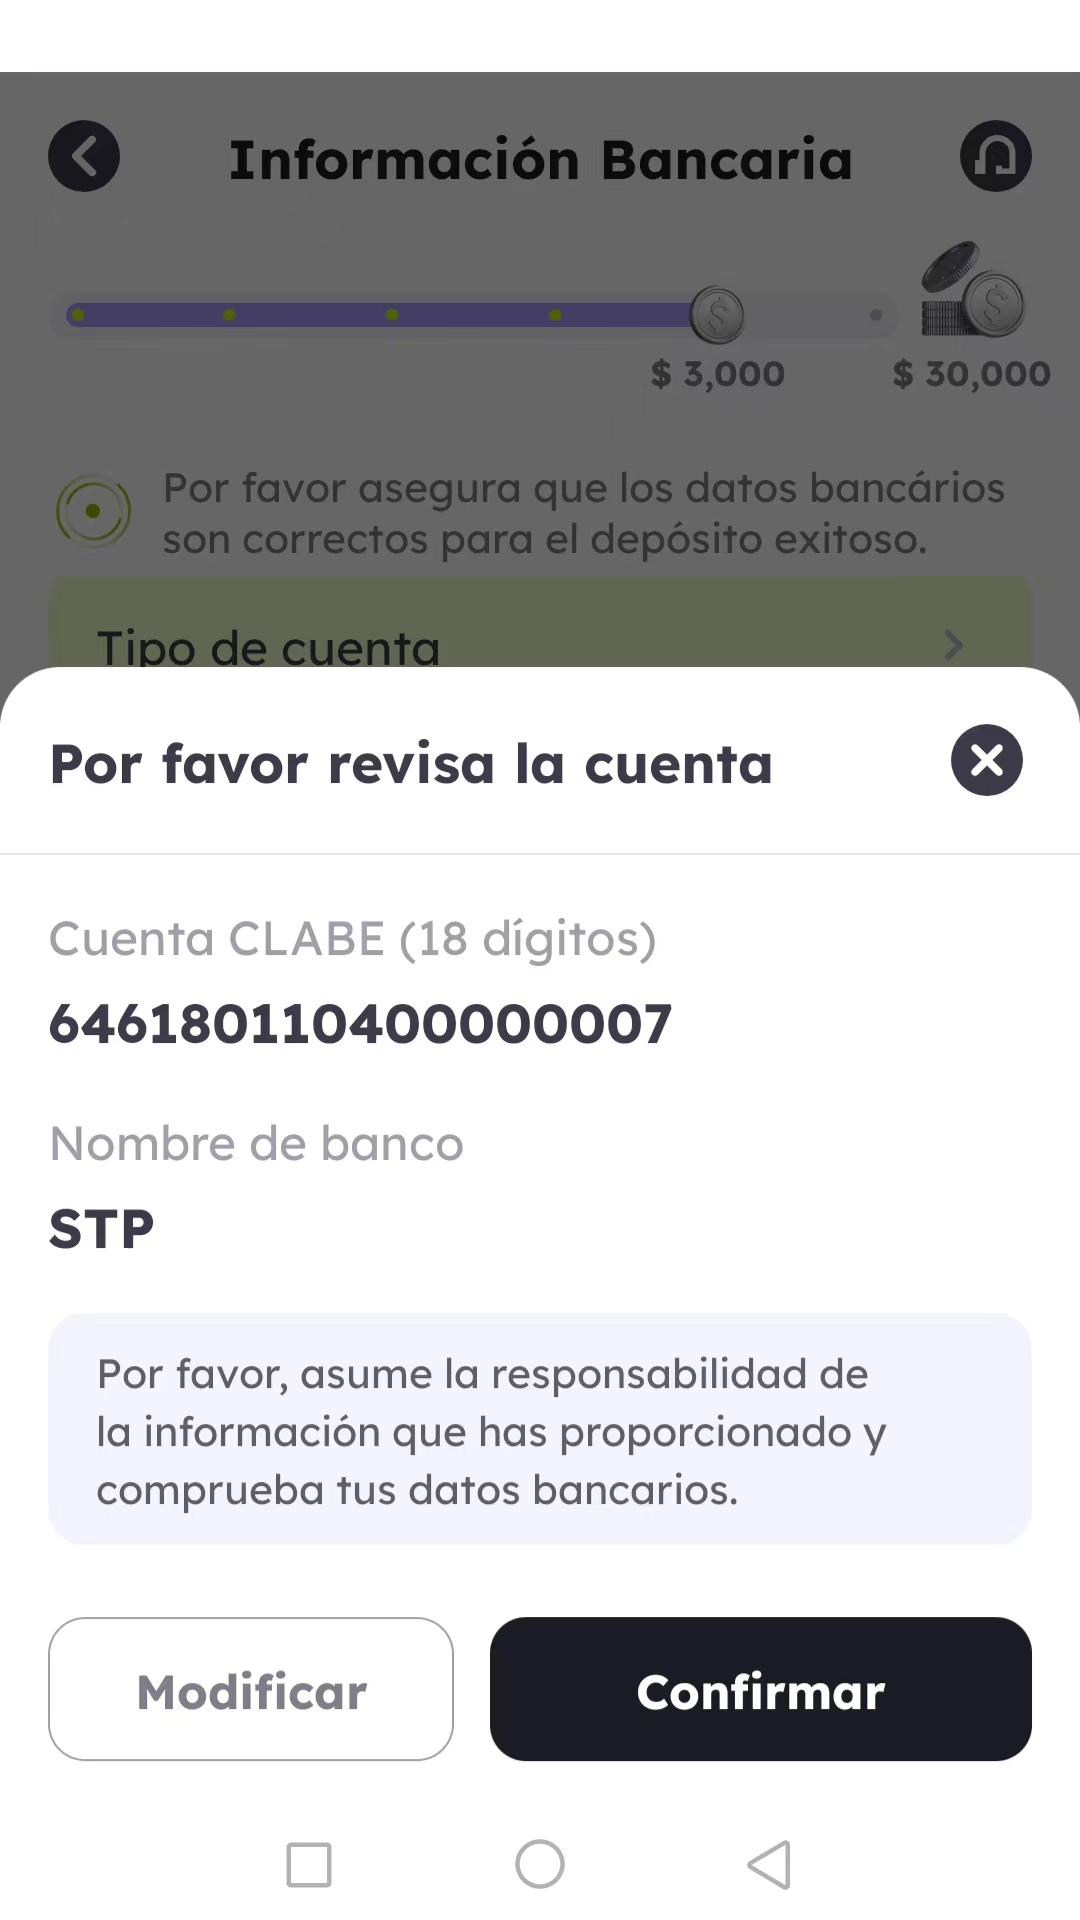 Información Bancaria
$ 3,000
$ 30,000
Por favor asegura que los datos bancários
son correctos para el depósito exitoso.
Tipo de cuenta
Por favor revisa la cuenta
Cuenta CLABE (18 dígitos)
646180110400000007
Nombre de banco
STP
Por favor, asume la responsabilidad de
la información que has proporcionado y
comprueba tus datos bancarios.
Modificar
Confirmar